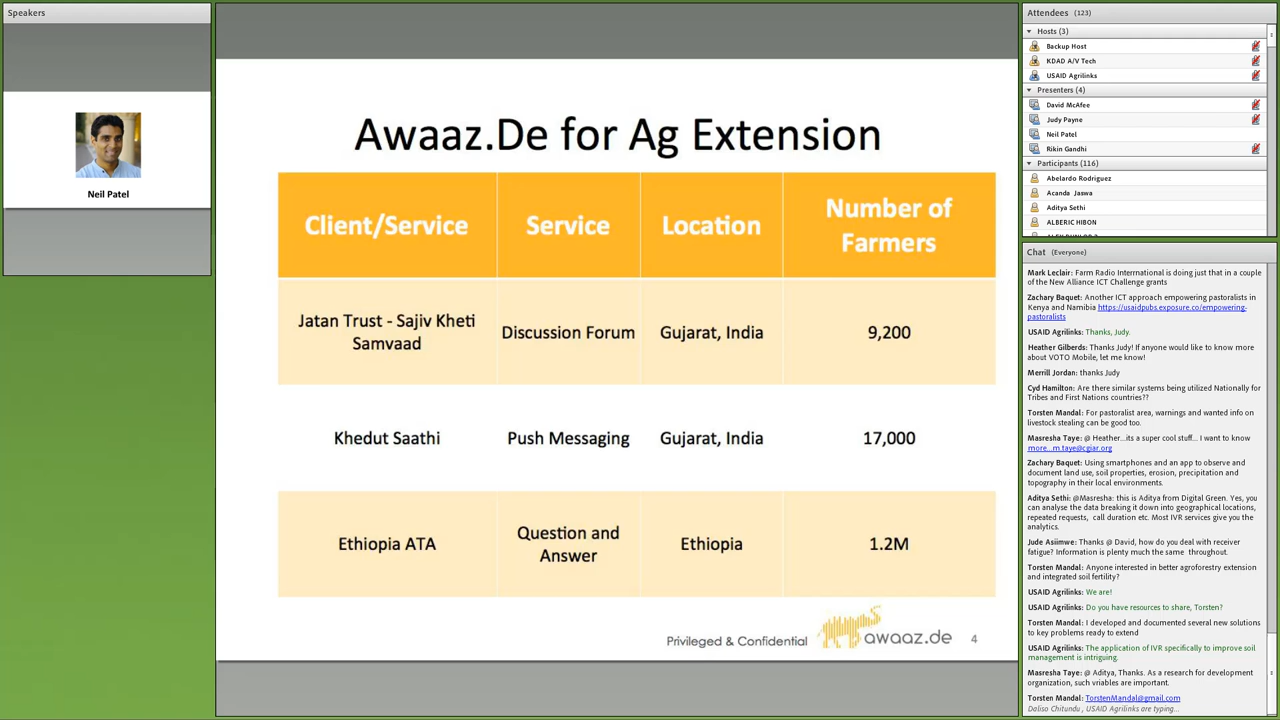 Speakers
Neil Patel
Awaaz.De for Ag Extension
Client/Service
Service
Location
Number of
Farmers
Jatan Trust - Sajiv Kheti
Samvaad
Discussion Forum
Gujarat, India
9,200
Khedut Saathi
Push Messaging
Gujarat, India
17,000
Ethiopia ATA
Question and
Answer
Ethiopia
1.2M
Privileged & Confidential
awaaz.de
4
Attendees (123)
Hosts (3)
Backup Host
KDAD A/V Tech
USAID Agrilinks
Presenters (4)
David McAfee
Judy Payne
Neil Patel
Rikin Gandhi
Participants (116)
Abelardo Rodriguez
Acanda Jaswa
Aditya Sethi
ALBERIC HIBON
Chat (Everyone)
Mark Leclair: Farm Radio International is doing just that in a couple
of the New Alliance ICT Challenge grants
Zachary Baquet: Another ICT approach empowering pastoralists in
Kenya and Namibia https://usaidpubs.exposure.co/empowering-
pastoralists
USAID Agrilinks: Thanks, Judy.
Heather Gilberds: Thanks Judy! If anyone would like to know more
about VOTO Mobile, let me know!
Merrill Jordan: thanks Judy
Cyd Hamilton: Are there similar systems being utilized Nationally for
Tribes and First Nations countries??
Torsten Mandal: For pastoralist area, warnings and wanted info on
livestock stealing can be good too.
Masresha Taye: @ Heather...its a super cool stuff... I want to know
more...m.taye@cgiar.org
Zachary Baquet: Using smartphones and an app to observe and
document land use, soil properties, erosion, precipitation and
topography in their local environments.
Aditya Sethi: @Masresha: this is Aditya from Digital Green. Yes, you
can analyse the data breaking it down into geographical locations,
repeated requests, call duration etc. Most IVR services give you the
analytics.
Jude Asiimwe: Thanks @ David, how do you deal with receiver
fatigue? Information is plenty much the same throughout.
Torsten Mandal: Anyone interested in better agroforestry extension
and integrated soil fertility?
USAID Agrilinks: We are!
USAID Agrilinks: Do you have resources to share, Torsten?
Torsten Mandal: I developed and documented several new solutions
to key problems ready to extend
USAID Agrilinks: The application of IVR specifically to improve soil
management is intriguing.
Masresha Taye: @ Aditya, Thanks. As a research for development
organization, such vriables are important.
Torsten Mandal: TorstenMandal@gmail.com
Daliso Chitundu , USAID Agrilinks are typing...